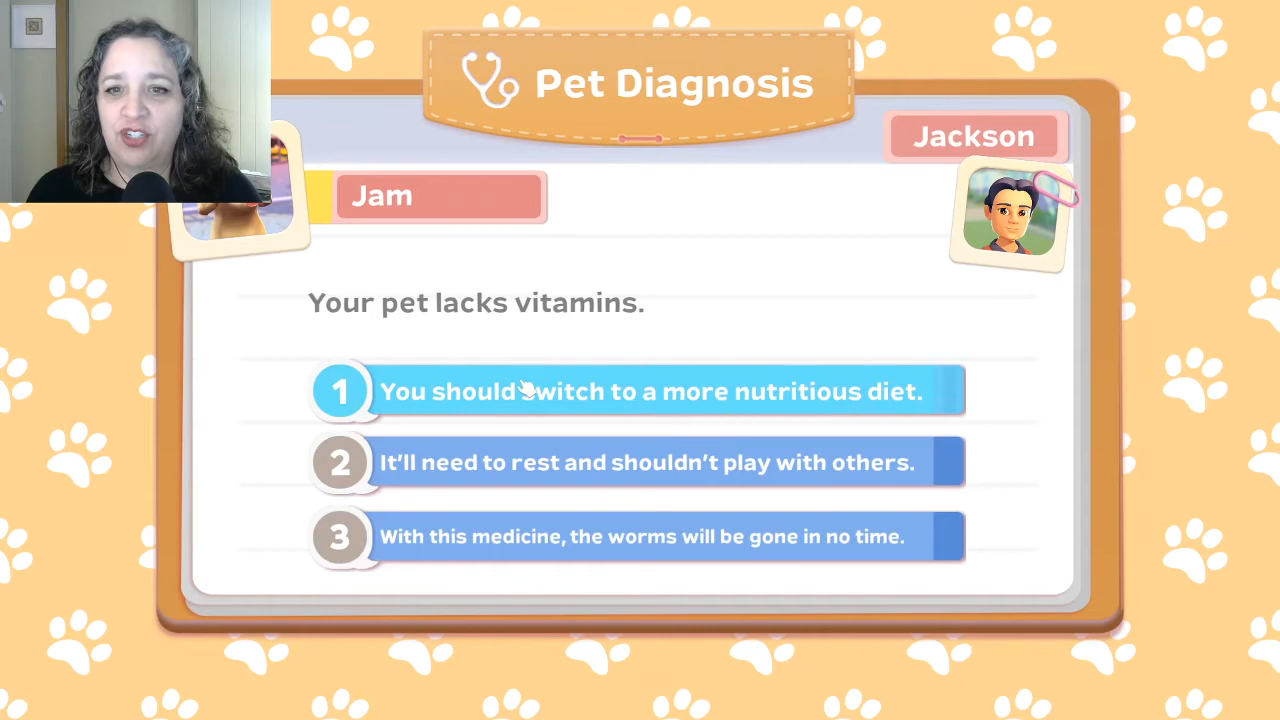 Pet Diagnosis
Jackson
Jam
Your pet lacks vitamins.
1 You should switch to a more nutritious diet.
2 It'll need to rest and shouldn't play with others.
3 With this medicine, the worms will be gone in no time.